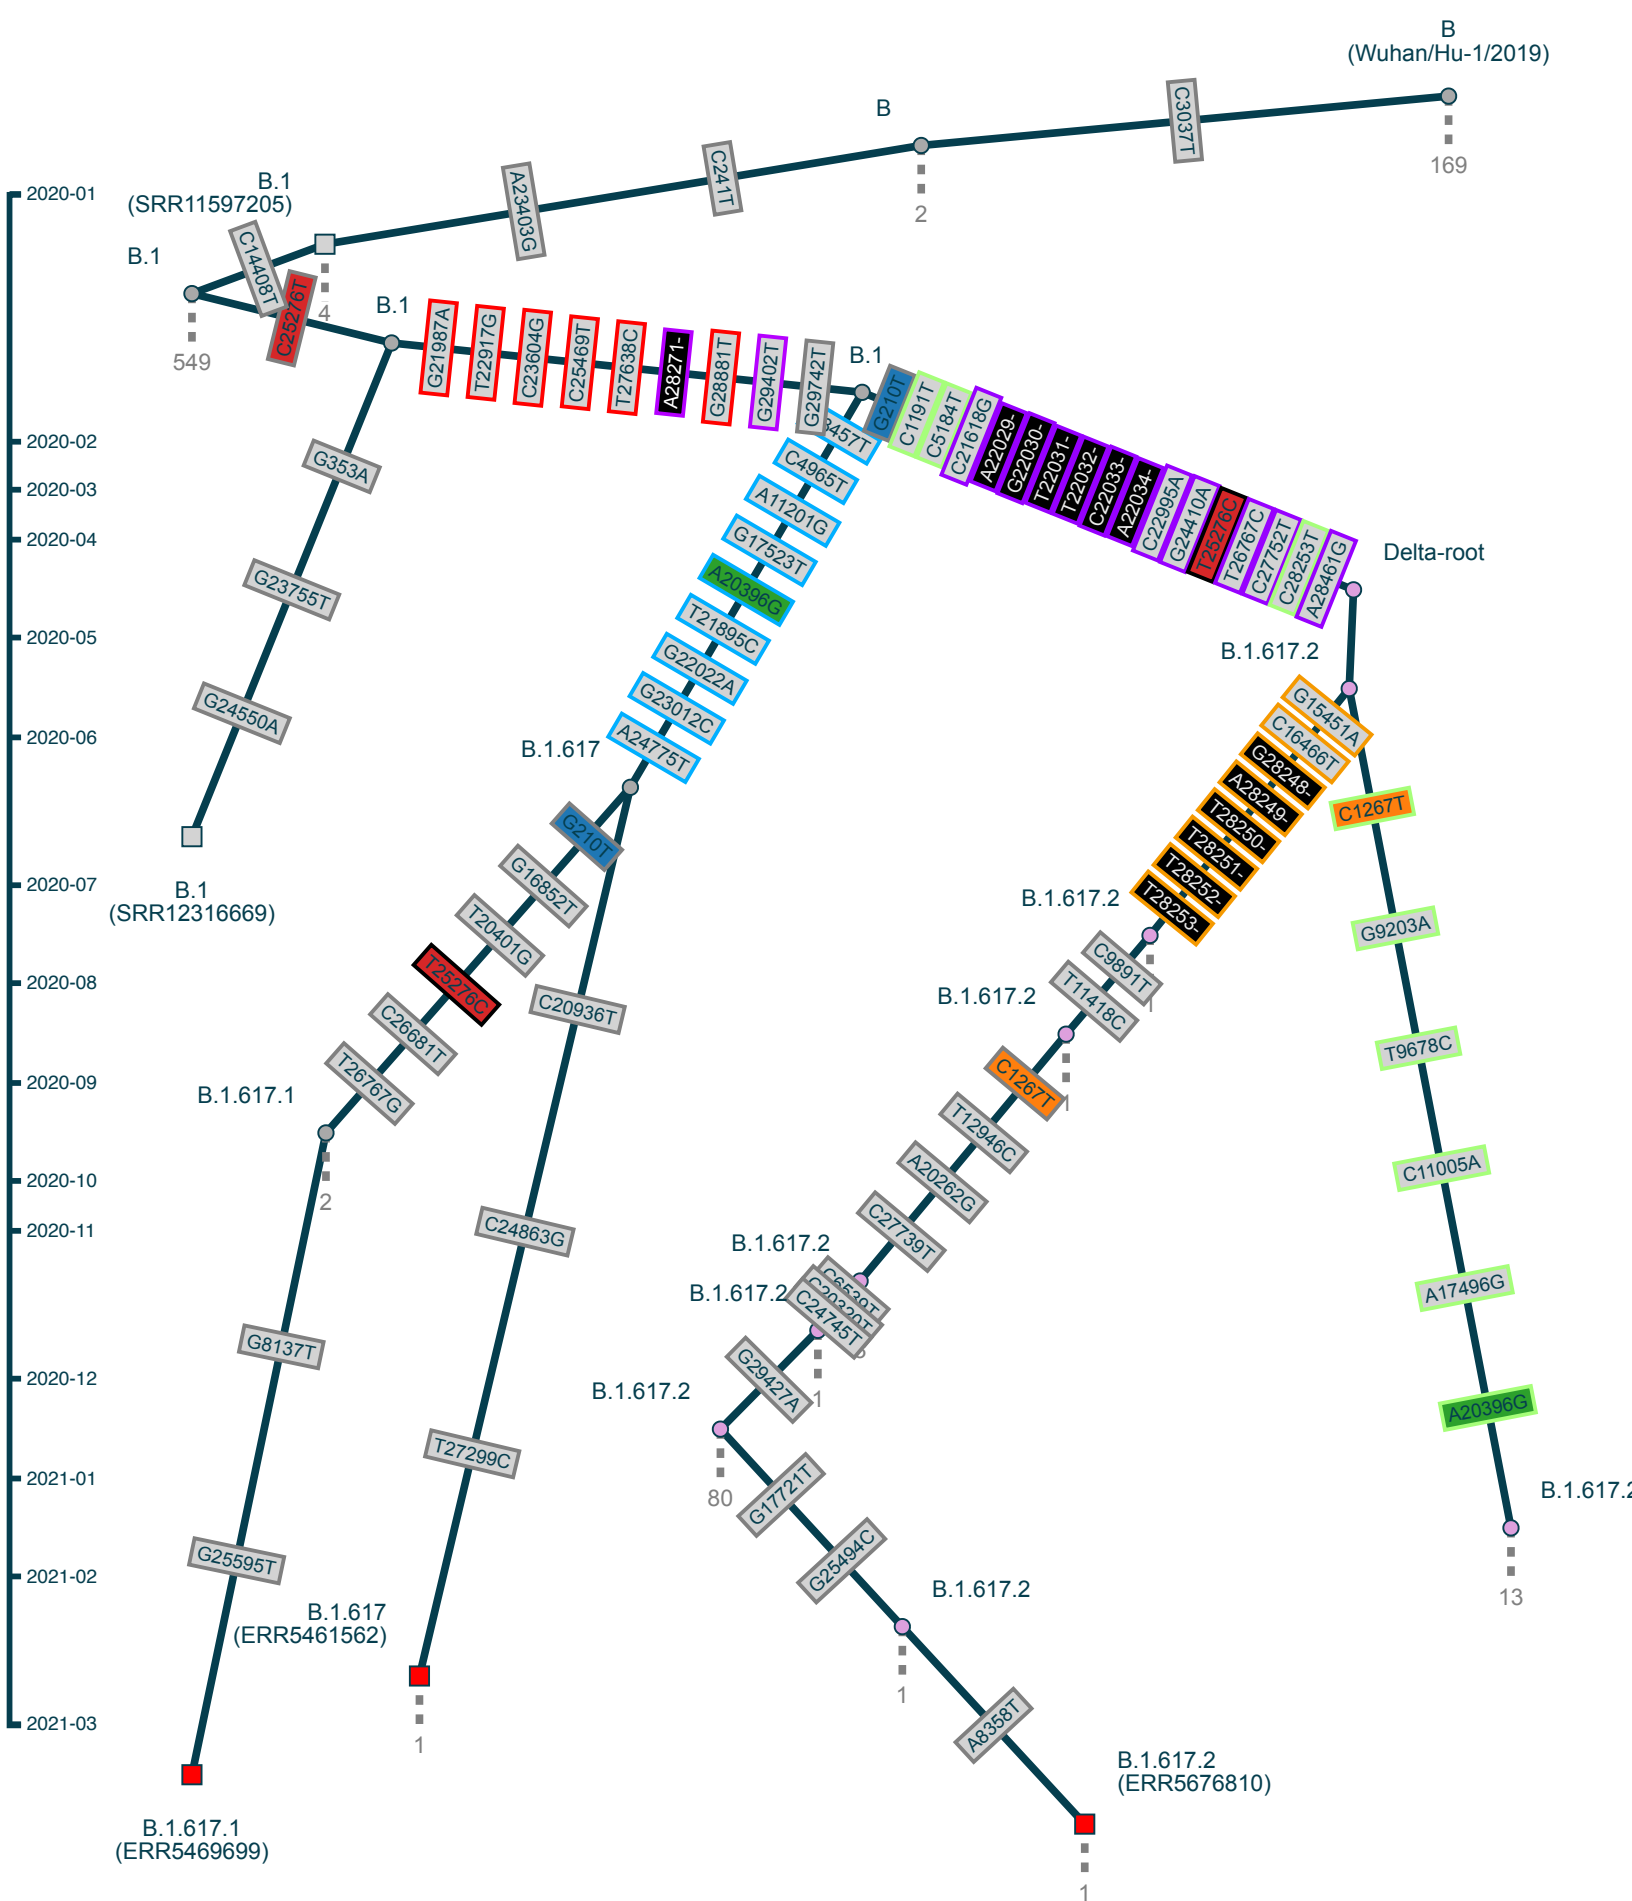 B
(Wuhan/Hu-1/2019)
C3037T
169
B
2
C241T
A23403G
B.1
(SRR11597205)
4
C14408T
B.1
549
C25276T
B.1
G21987A
T22917G
C23604G
C25469T
T27638C
A28271-
G28881T
G29402T
G29742T
B.1
G210T
C1191T
C5184T
C21618G
A22029-
G22030-
T22031-
T22032-
C22033-
A22034-
C22995A
G24410A
T25276C
T26767C
C27752T
C28253T
A28461G
Delta-root
B.1.617.2
G353A
G23755T
G24550A
B.1
(SRR12316669)
C4965T
A11201G
G17523T
A20396G
T21895C
G22022A
G23012C
A24775T
B.1.617
G210T
G16852T
T20401G
T25276C
C26681T
T26767G
B.1.617.1
2
G8137T
G25595T
B.1.617.1
(ERR5469699)
C20936T
C24863G
T27299C
B.1.617
(ERR5461562)
1
G15451A
C16466T
G28248-
A28249-
T28250-
T28251-
T28252-
T28253-
B.1.617.2
1
C9891T
T11418C
B.1.617.2
1
C1267T
T12946C
A20262G
C27739T
B.1.617.2
C6539T
C20320T
C24745T
B.1.617.2
1
G29427A
B.1.617.2
80
G17721T
G25494C
B.1.617.2
1
A8358T
B.1.617.2
(ERR5676810)
1
C1267T
G9203A
T9678C
C11005A
A17496G
A20396G
B.1.617.2
13
2020-01
2020-02
2020-03
2020-04
2020-05
2020-06
2020-07
2020-08
2020-09
2020-10
2020-11
2020-12
2021-01
2021-02
2021-03